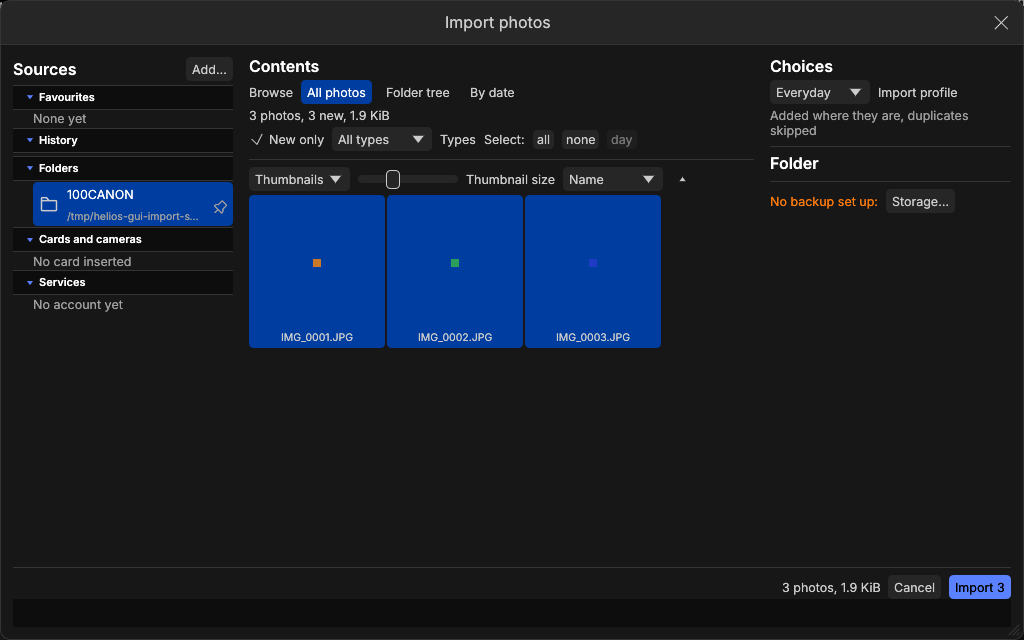 Import photos
Sources
Add...
Favourites
None yet
History
Folders
100CANON
/tmp/helios-gui-import-s...
Cards and cameras
No card inserted
Services
No account yet
Contents
Browse All photos Folder tree By date
3 photos, 3 new, 1.9 KiB
New only All types Types Select: all none day
Thumbnails Thumbnail size Name
IMG_0001.JPG IMG_0002.JPG IMG_0003.JPG
Choices
Everyday Import profile
Added where they are, duplicates
skipped
Folder
No backup set up: Storage...
3 photos, 1.9 KiB Cancel Import 3